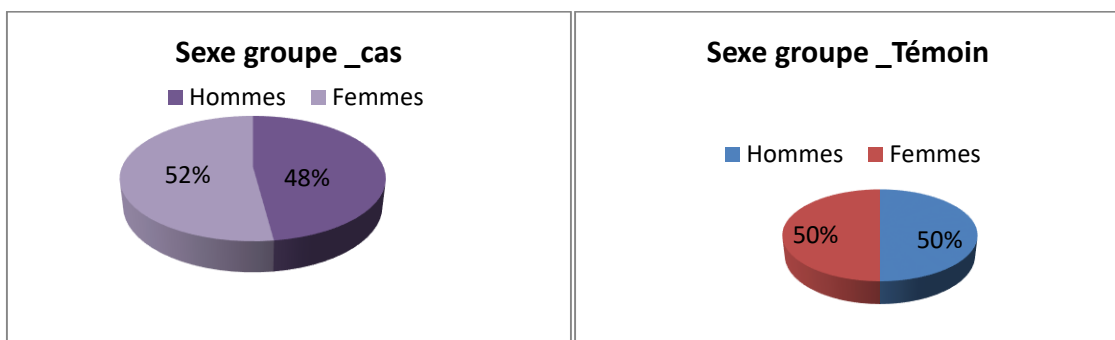 Sexe groupe _cas
Hommes Femmes
52% 48%
Sexe groupe _Témoin
Hommes Femmes
50% 50%